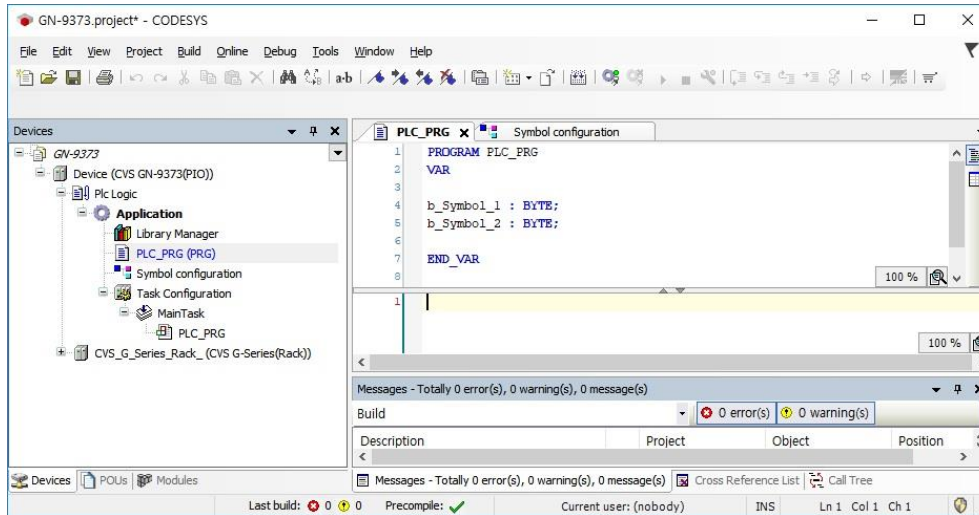 GN-9373.project* - CODESYS
File Edit View Project Build Online Debug Tools Window Help
Devices
GN-9373
Device (CVS GN-9373(PIO))
Plc Logic
Application
Library Manager
PLC_PRG (PRG)
Symbol configuration
Task Configuration
MainTask
PLC_PRG
CVS_G_Series_Rack_ (CVS G-Series(Rack))
Devices POUs Modules
PLC_PRG Symbol configuration
1 PROGRAM PLC_PRG
2 VAR
3
4 b_Symbol_1 : BYTE;
5 b_Symbol_2 : BYTE;
6
7 END_VAR
8
100 %
1
100 %
Messages - Totally 0 error(s), 0 warning(s), 0 message(s)
Build 0 error(s) 0 warning(s)
Description Project Object Position
Messages - Totally 0 error(s), 0 warning(s), 0 message(s) Cross Reference List Call Tree
Last build: 0 0 Precompile: Current user: (nobody) INS Ln 1 Col 1 Ch 1